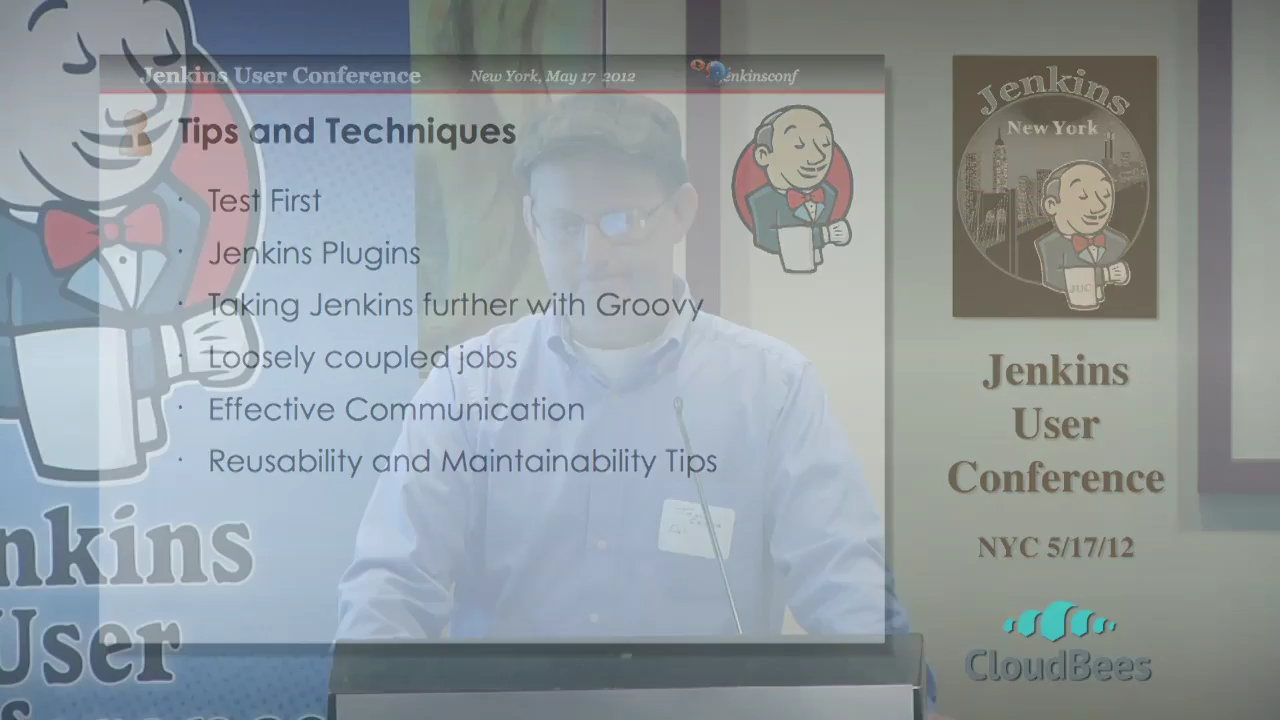 Jenkins User Conference
New York, May 17 2012
enkinsconf
Tips and Techniques
· Test First
· Jenkins Plugins
· Taking Jenkins further with Groovy
· Loosely coupled jobs
· Effective Communication
· Reusability and Maintainability Tips
Jenkins
New York
JUC
Jenkins
User
Conference
NYC 5/17/12
CloudBees
nkins
User